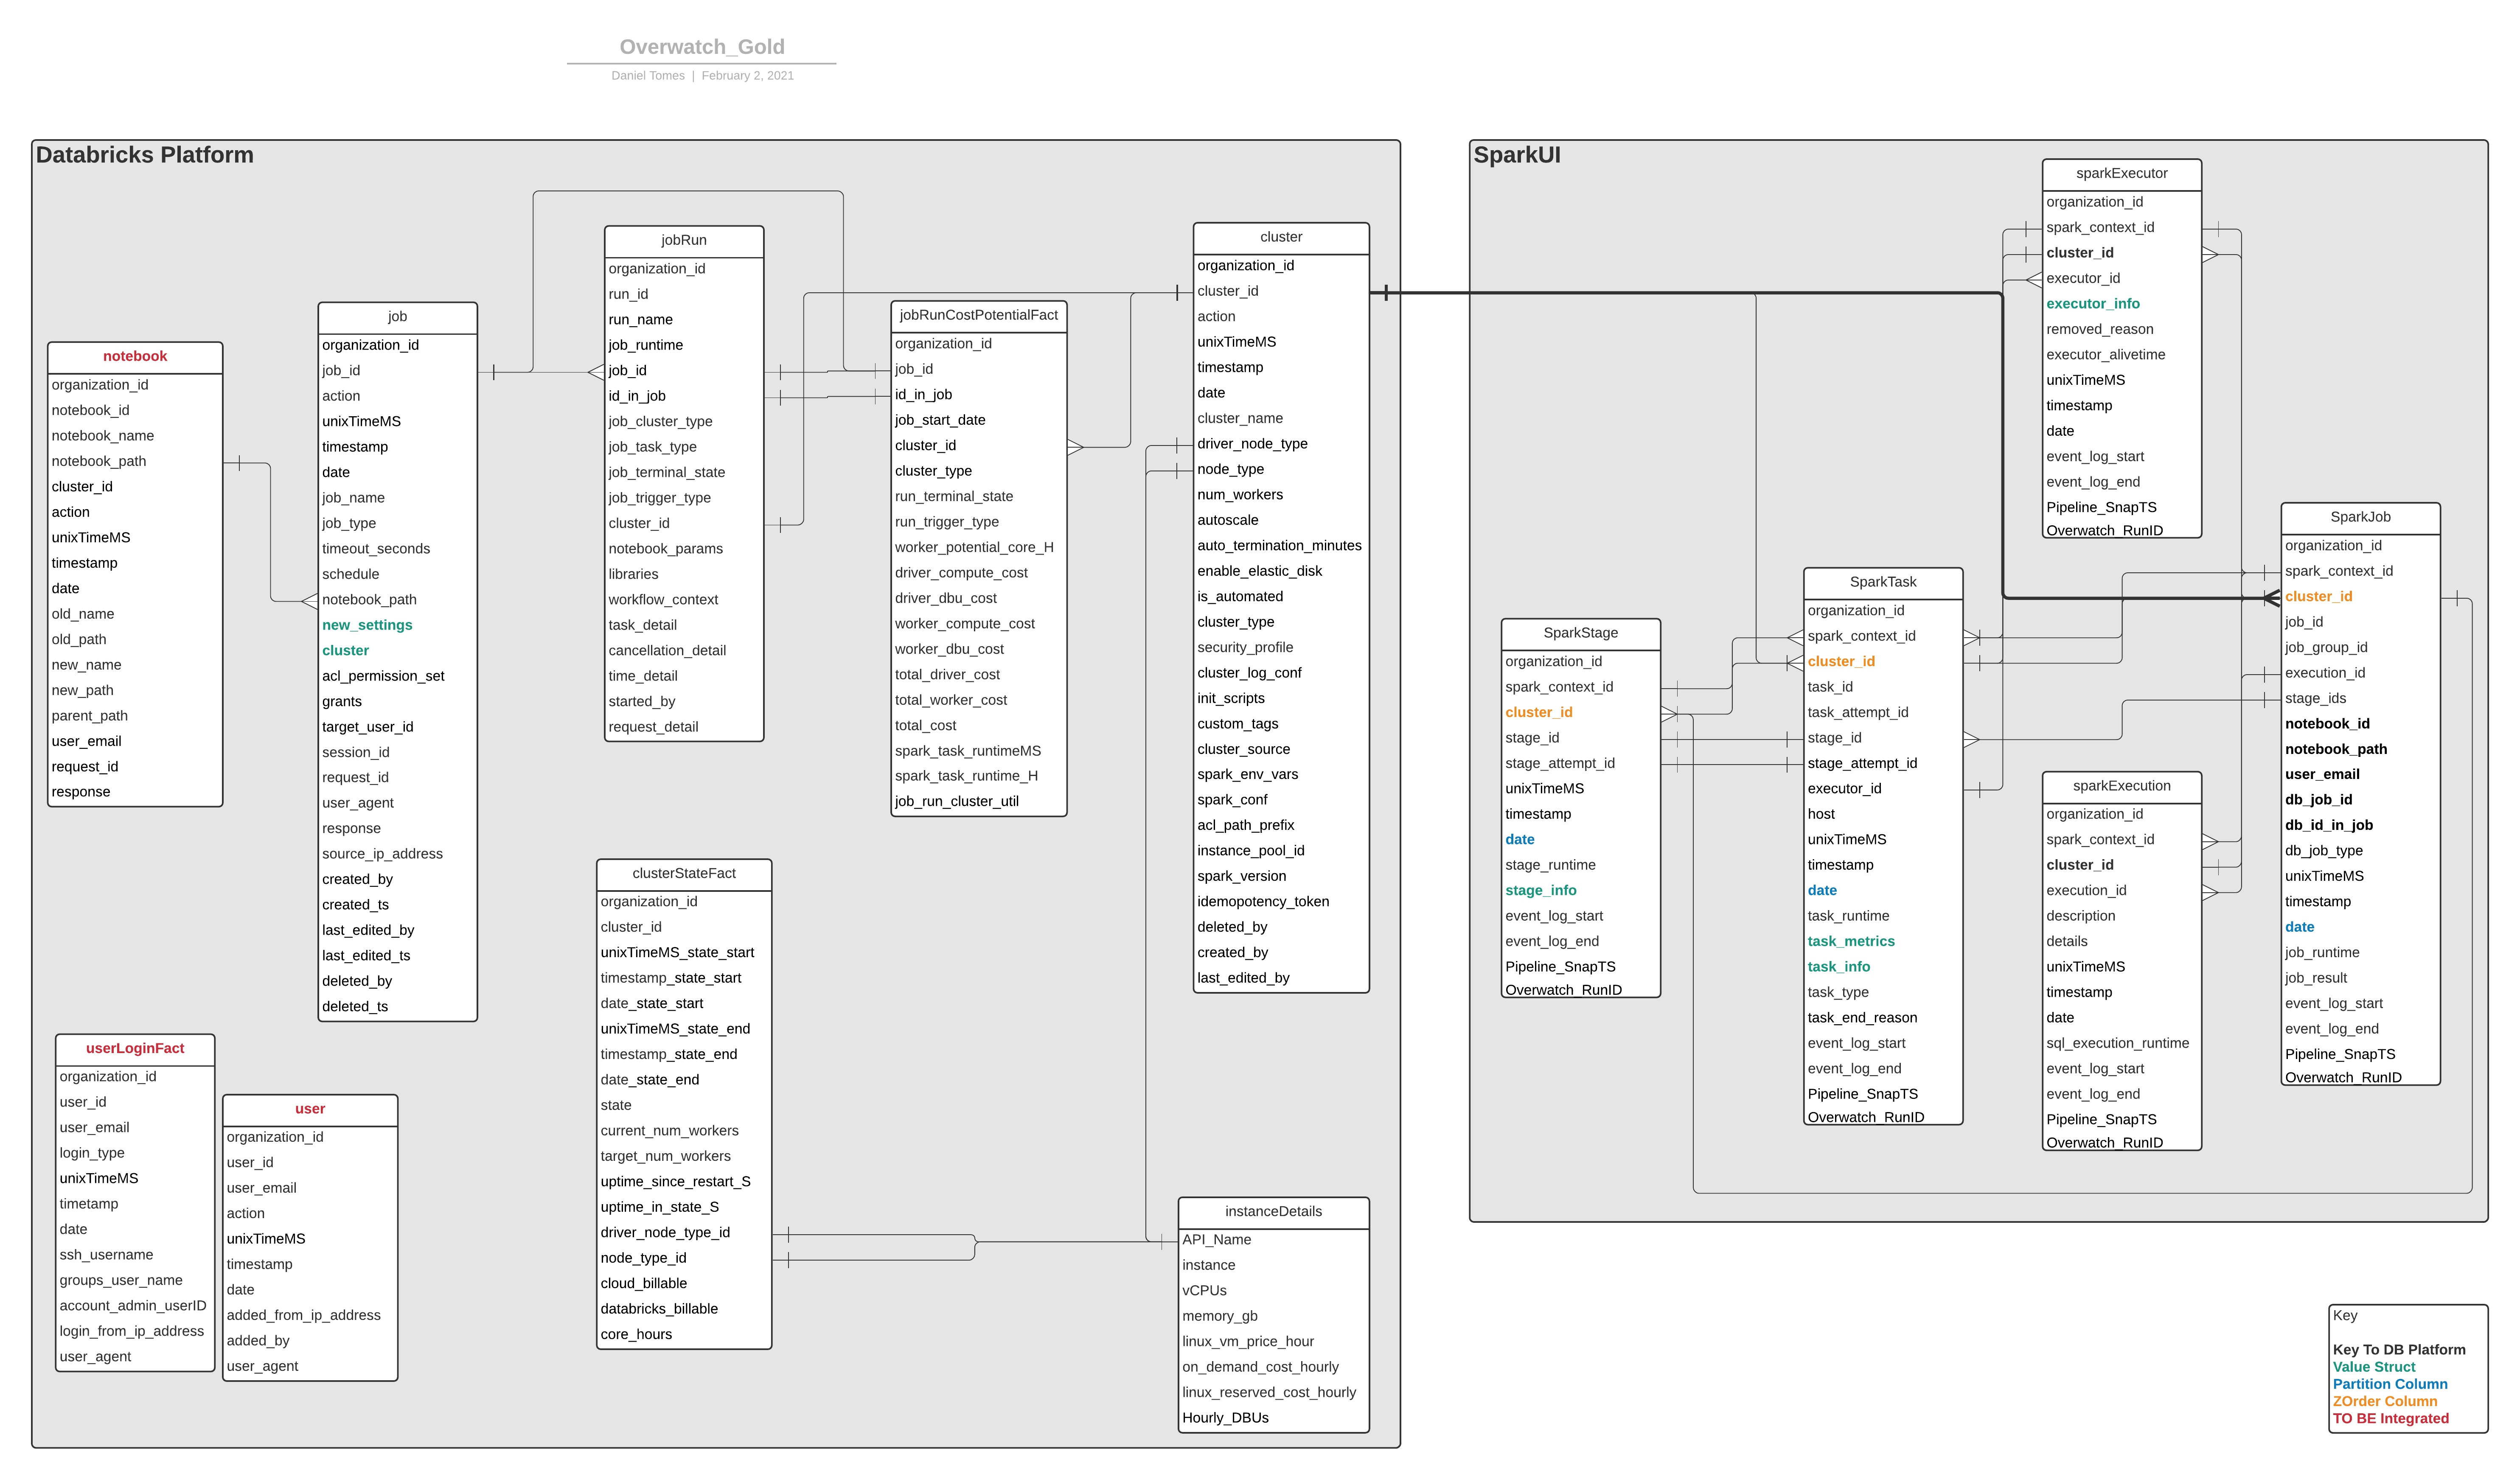 Overwatch_Gold
Daniel Tomes | February 2, 2021
Databricks Platform
notebook
organization_id
notebook_id
notebook_name
notebook_path
cluster_id
action
unixTimeMS
timestamp
date
old_name
old_path
new_name
new_path
parent_path
user_email
request_id
response
job
organization_id
job_id
action
unixTimeMS
timestamp
date
job_name
job_type
timeout_seconds
schedule
notebook_path
new_settings
cluster
acl_permission_set
grants
target_user_id
session_id
request_id
user_agent
response
source_ip_address
created_by
created_ts
last_edited_by
last_edited_ts
deleted_by
deleted_ts
jobRun
organization_id
run_id
run_name
job_runtime
job_id
id_in_job
job_cluster_type
job_task_type
job_terminal_state
job_trigger_type
cluster_id
notebook_params
libraries
workflow_context
task_detail
cancellation_detail
time_detail
started_by
request_detail
jobRunCostPotentialFact
organization_id
job_id
id_in_job
job_start_date
cluster_id
cluster_type
run_terminal_state
run_trigger_type
worker_potential_core_H
driver_compute_cost
driver_dbu_cost
worker_compute_cost
worker_dbu_cost
total_driver_cost
total_worker_cost
total_cost
spark_task_runtimeMS
spark_task_runtime_H
job_run_cluster_util
cluster
organization_id
cluster_id
action
unixTimeMS
timestamp
date
cluster_name
driver_node_type
node_type
num_workers
autoscale
auto_termination_minutes
enable_elastic_disk
is_automated
cluster_type
security_profile
cluster_log_conf
init_scripts
custom_tags
cluster_source
spark_env_vars
spark_conf
acl_path_prefix
instance_pool_id
spark_version
idemopotency_token
deleted_by
created_by
last_edited_by
userLoginFact
organization_id
user_id
user_email
login_type
unixTimeMS
timetamp
date
ssh_username
groups_user_name
account_admin_userID
login_from_ip_address
user_agent
user
organization_id
user_id
user_email
action
unixTimeMS
timestamp
date
added_from_ip_address
added_by
user_agent
clusterStateFact
organization_id
cluster_id
unixTimeMS_state_start
timestamp_state_start
date_state_start
unixTimeMS_state_end
timestamp_state_end
date_state_end
state
current_num_workers
target_num_workers
uptime_since_restart_S
uptime_in_state_S
driver_node_type_id
node_type_id
cloud_billable
databricks_billable
core_hours
instanceDetails
API_Name
instance
vCPUs
memory_gb
linux_vm_price_hour
on_demand_cost_hourly
linux_reserved_cost_hourly
Hourly_DBUs
SparkUI
SparkStage
organization_id
spark_context_id
cluster_id
stage_id
stage_attempt_id
unixTimeMS
timestamp
date
stage_runtime
stage_info
event_log_start
event_log_end
Pipeline_SnapTS
Overwatch_RunID
SparkTask
organization_id
spark_context_id
cluster_id
task_id
task_attempt_id
stage_id
stage_attempt_id
executor_id
host
unixTimeMS
timestamp
date
task_runtime
task_metrics
task_info
task_type
task_end_reason
event_log_start
event_log_end
Pipeline_SnapTS
Overwatch_RunID
sparkExecutor
organization_id
spark_context_id
cluster_id
executor_id
executor_info
removed_reason
executor_alivetime
unixTimeMS
timestamp
date
event_log_start
event_log_end
Pipeline_SnapTS
Overwatch_RunID
sparkExecution
organization_id
spark_context_id
cluster_id
execution_id
description
details
unixTimeMS
timestamp
date
sql_execution_runtime
event_log_start
event_log_end
Pipeline_SnapTS
Overwatch_RunID
SparkJob
organization_id
spark_context_id
cluster_id
job_id
job_group_id
execution_id
stage_ids
notebook_id
notebook_path
user_email
db_job_id
db_id_in_job
db_job_type
unixTimeMS
timestamp
date
job_runtime
job_result
event_log_start
event_log_end
Pipeline_SnapTS
Overwatch_RunID
Key
Key To DB Platform
Value Struct
Partition Column
ZOrder Column
TO BE Integrated